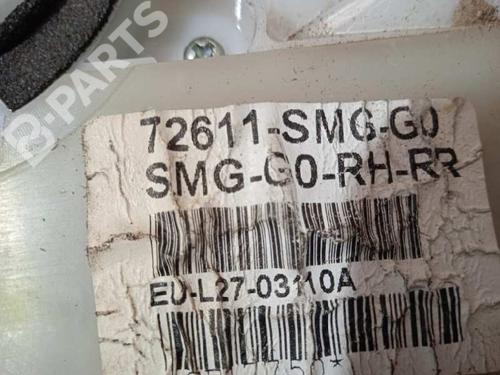 B-PARTS
72611-SMG-G0
SMG-G0-RH-RR
EU-L27-03110A